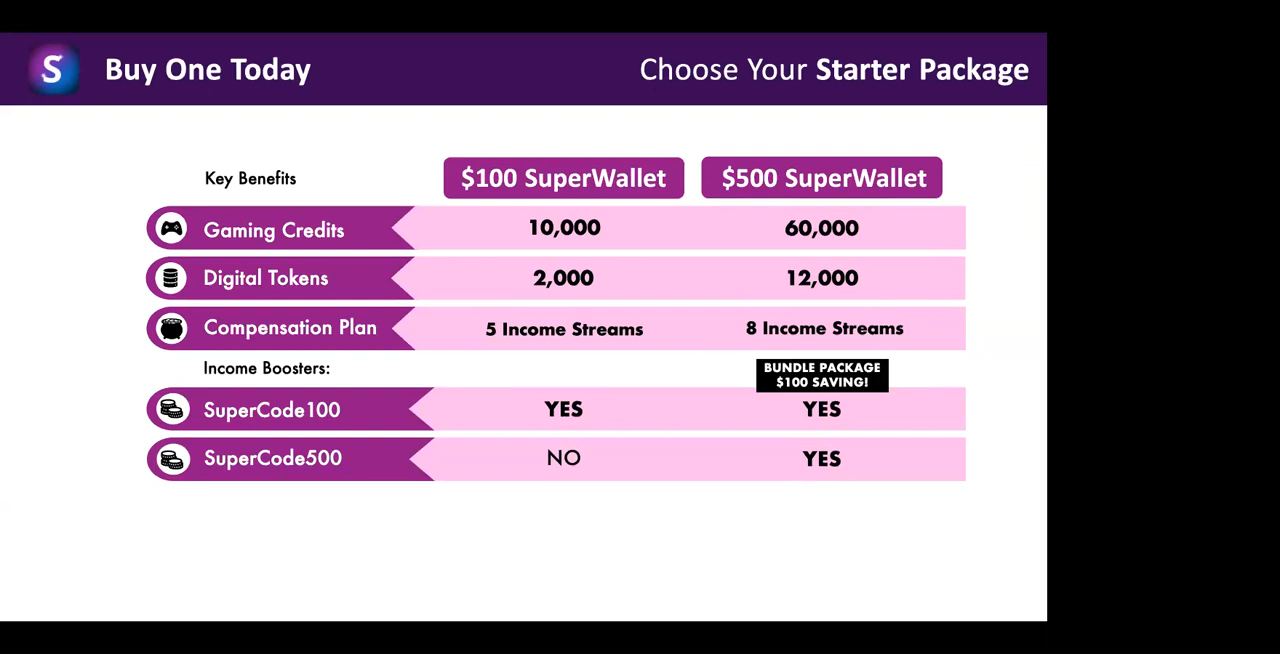 S
Buy One Today
Choose Your Starter Package
Key Benefits
$100 SuperWallet
$500 SuperWallet
Gaming Credits
10,000
60,000
Digital Tokens
2,000
12,000
Compensation Plan
5 Income Streams
8 Income Streams
Income Boosters:
BUNDLE PACKAGE
$100 SAVING!
SuperCode100
YES
YES
SuperCode500
NO
YES